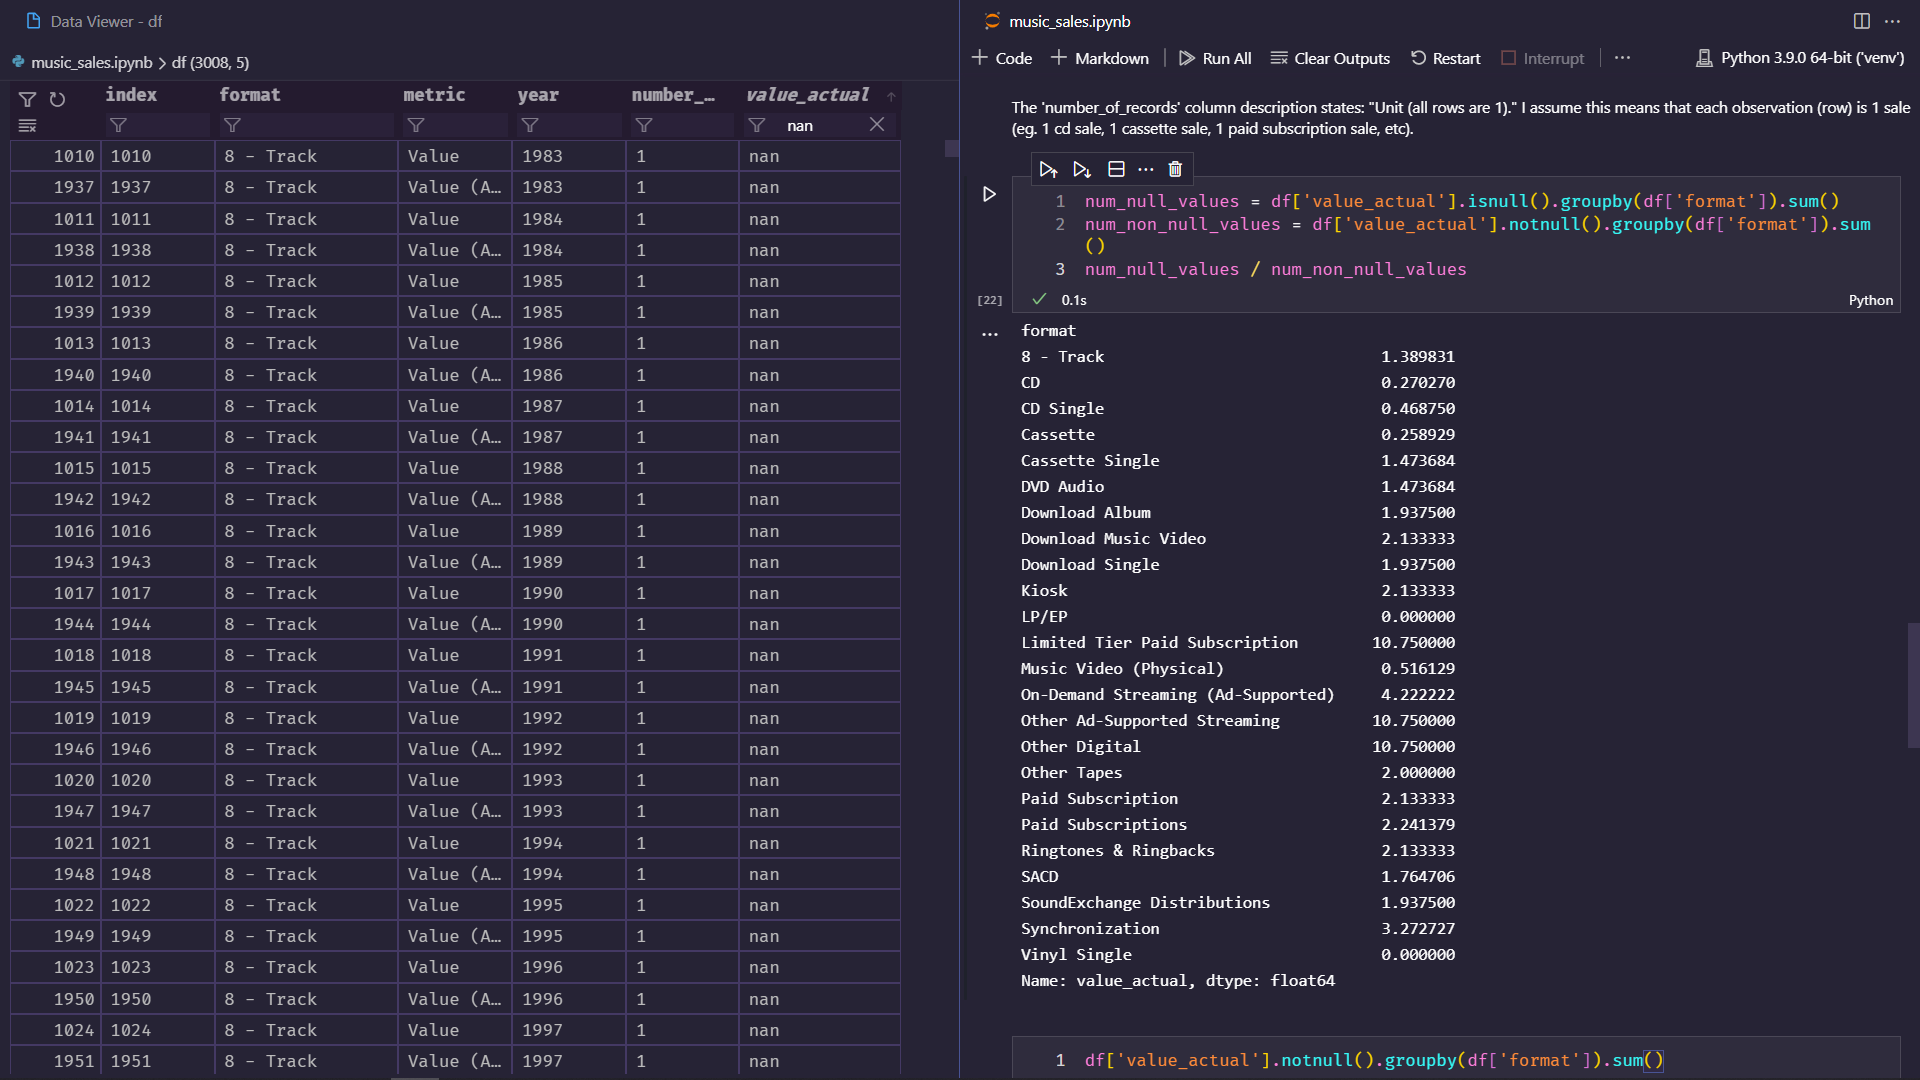 Data Viewer - df
music_sales.ipynb > df (3008, 5)
index format metric year number_... value_actual
nan
1010 1010 8 - Track Value 1983 1 nan
1937 1937 8 - Track Value (A... 1983 1 nan
1011 1011 8 - Track Value 1984 1 nan
1938 1938 8 - Track Value (A... 1984 1 nan
1012 1012 8 - Track Value 1985 1 nan
1939 1939 8 - Track Value (A... 1985 1 nan
1013 1013 8 - Track Value 1986 1 nan
1940 1940 8 - Track Value (A... 1986 1 nan
1014 1014 8 - Track Value 1987 1 nan
1941 1941 8 - Track Value (A... 1987 1 nan
1015 1015 8 - Track Value 1988 1 nan
1942 1942 8 - Track Value (A... 1988 1 nan
1016 1016 8 - Track Value 1989 1 nan
1943 1943 8 - Track Value (A... 1989 1 nan
1017 1017 8 - Track Value 1990 1 nan
1944 1944 8 - Track Value (A... 1990 1 nan
1018 1018 8 - Track Value 1991 1 nan
1945 1945 8 - Track Value (A... 1991 1 nan
1019 1019 8 - Track Value 1992 1 nan
1946 1946 8 - Track Value (A... 1992 1 nan
1020 1020 8 - Track Value 1993 1 nan
1947 1947 8 - Track Value (A... 1993 1 nan
1021 1021 8 - Track Value 1994 1 nan
1948 1948 8 - Track Value (A... 1994 1 nan
1022 1022 8 - Track Value 1995 1 nan
1949 1949 8 - Track Value (A... 1995 1 nan
1023 1023 8 - Track Value 1996 1 nan
1950 1950 8 - Track Value (A... 1996 1 nan
1024 1024 8 - Track Value 1997 1 nan
1951 1951 8 - Track Value (A... 1997 1 nan
music_sales.ipynb
+ Code + Markdown Run All Clear Outputs Restart Interrupt ... Python 3.9.0 64-bit ('venv')
The 'number_of_records' column description states: "Unit (all rows are 1)." I assume this means that each observation (row) is 1 sale
(eg. 1 cd sale, 1 cassette sale, 1 paid subscription sale, etc).
1 num_null_values = df['value_actual'].isnull().groupby(df['format']).sum()
2 num_non_null_values = df['value_actual'].notnull().groupby(df['format']).sum
()
3 num_null_values / num_non_null_values
[22] 0.1s Python
format
8 - Track 1.389831
CD 0.270270
CD Single 0.468750
Cassette 0.258929
Cassette Single 1.473684
DVD Audio 1.473684
Download Album 1.937500
Download Music Video 2.133333
Download Single 1.937500
Kiosk 2.133333
LP/EP 0.000000
Limited Tier Paid Subscription 10.750000
Music Video (Physical) 0.516129
On-Demand Streaming (Ad-Supported) 4.222222
Other Ad-Supported Streaming 10.750000
Other Digital 10.750000
Other Tapes 2.000000
Paid Subscription 2.133333
Paid Subscriptions 2.241379
Ringtones & Ringbacks 2.133333
SACD 1.764706
SoundExchange Distributions 1.937500
Synchronization 3.272727
Vinyl Single 0.000000
Name: value_actual, dtype: float64
1 df['value_actual'].notnull().groupby(df['format']).sum()